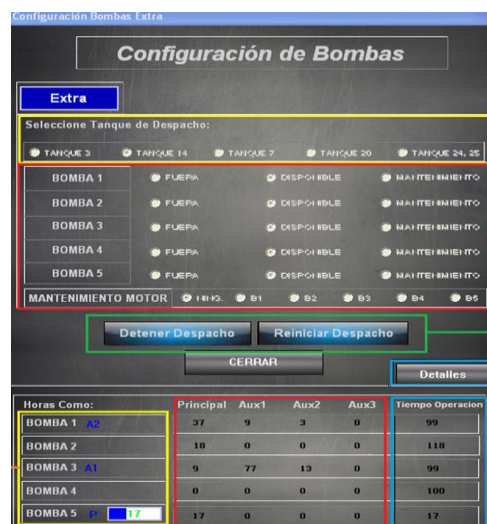 Configuración Bombas Extra
Configuración de Bombas
Extra
Seleccione Tanque de Despacho:
TANQUE 3 TANQUE 14 TANQUE 7 TANQUE 20 TANQUE 24, 25
BOMBA 1 FUERA DISPONIBLE MANTENIMIENTO
BOMBA 2 FUERA DISPONIBLE MANTENIMIENTO
BOMBA 3 FUERA DISPONIBLE MANTENIMIENTO
BOMBA 4 FUERA DISPONIBLE MANTENIMIENTO
BOMBA 5 FUERA DISPONIBLE MANTENIMIENTO
MANTENIMIENTO MOTOR NING. B1 B2 B3 B4 B5
Detener Despacho Reiniciar Despacho
CERRAR
Detalles
Horas Como: Principal Aux1 Aux2 Aux3 Tiempo Operacion
BOMBA 1 A2 37 9 3 0 99
BOMBA 2 18 0 0 0 118
BOMBA 3 A1 9 77 13 0 99
BOMBA 4 0 0 0 0 100
BOMBA 5 P 17 17 0 0 0 17